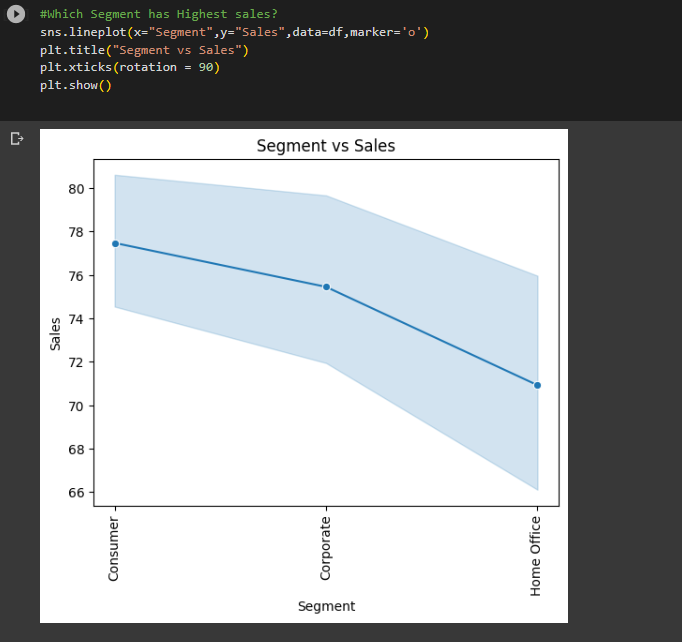 #Which Segment has Highest sales?
sns.lineplot(x="Segment",y="Sales",data=df,marker='o')
plt.title("Segment vs Sales")
plt.xticks(rotation = 90)
plt.show()
Segment vs Sales
80
78
76
74
72
70
68
66
Sales
Consumer
Corporate
Home Office
Segment